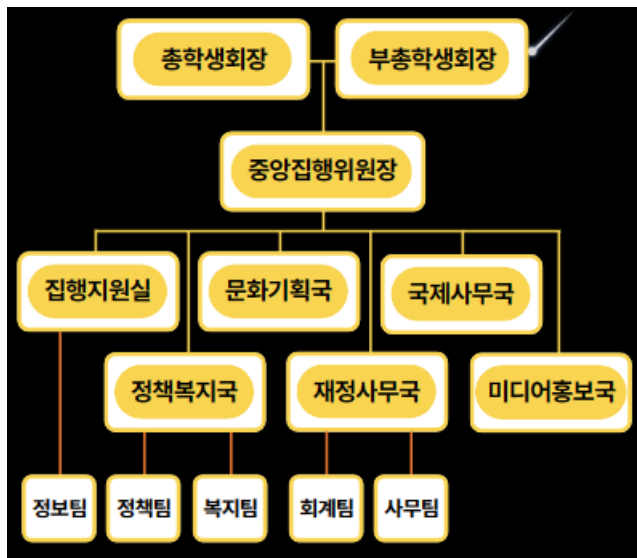 총학생회장
부총학생회장
중앙집행위원장
집행지원실
문화기획국
국제사무국
정책복지국
재정사무국
미디어홍보국
정보팀
정책팀
복지팀
회계팀
사무팀